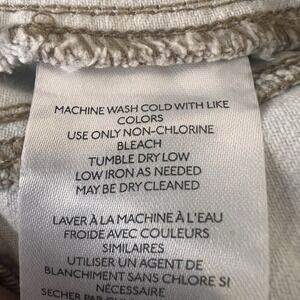 MACHINE WASH COLD WITH LIKE
COLORS
USE ONLY NON-CHLORINE
BLEACH
TUMBLE DRY LOW
LOW IRON AS NEEDED
MAY BE DRY CLEANED
LAVER À LA MACHINE À L'EAU
FROIDE AVEC COULEURS
SIMILAIRES
UTILISER UN AGENT DE
BLANCHIMENT SANS CHLORE SI
NÉCESSAIRE
SECHER PAR